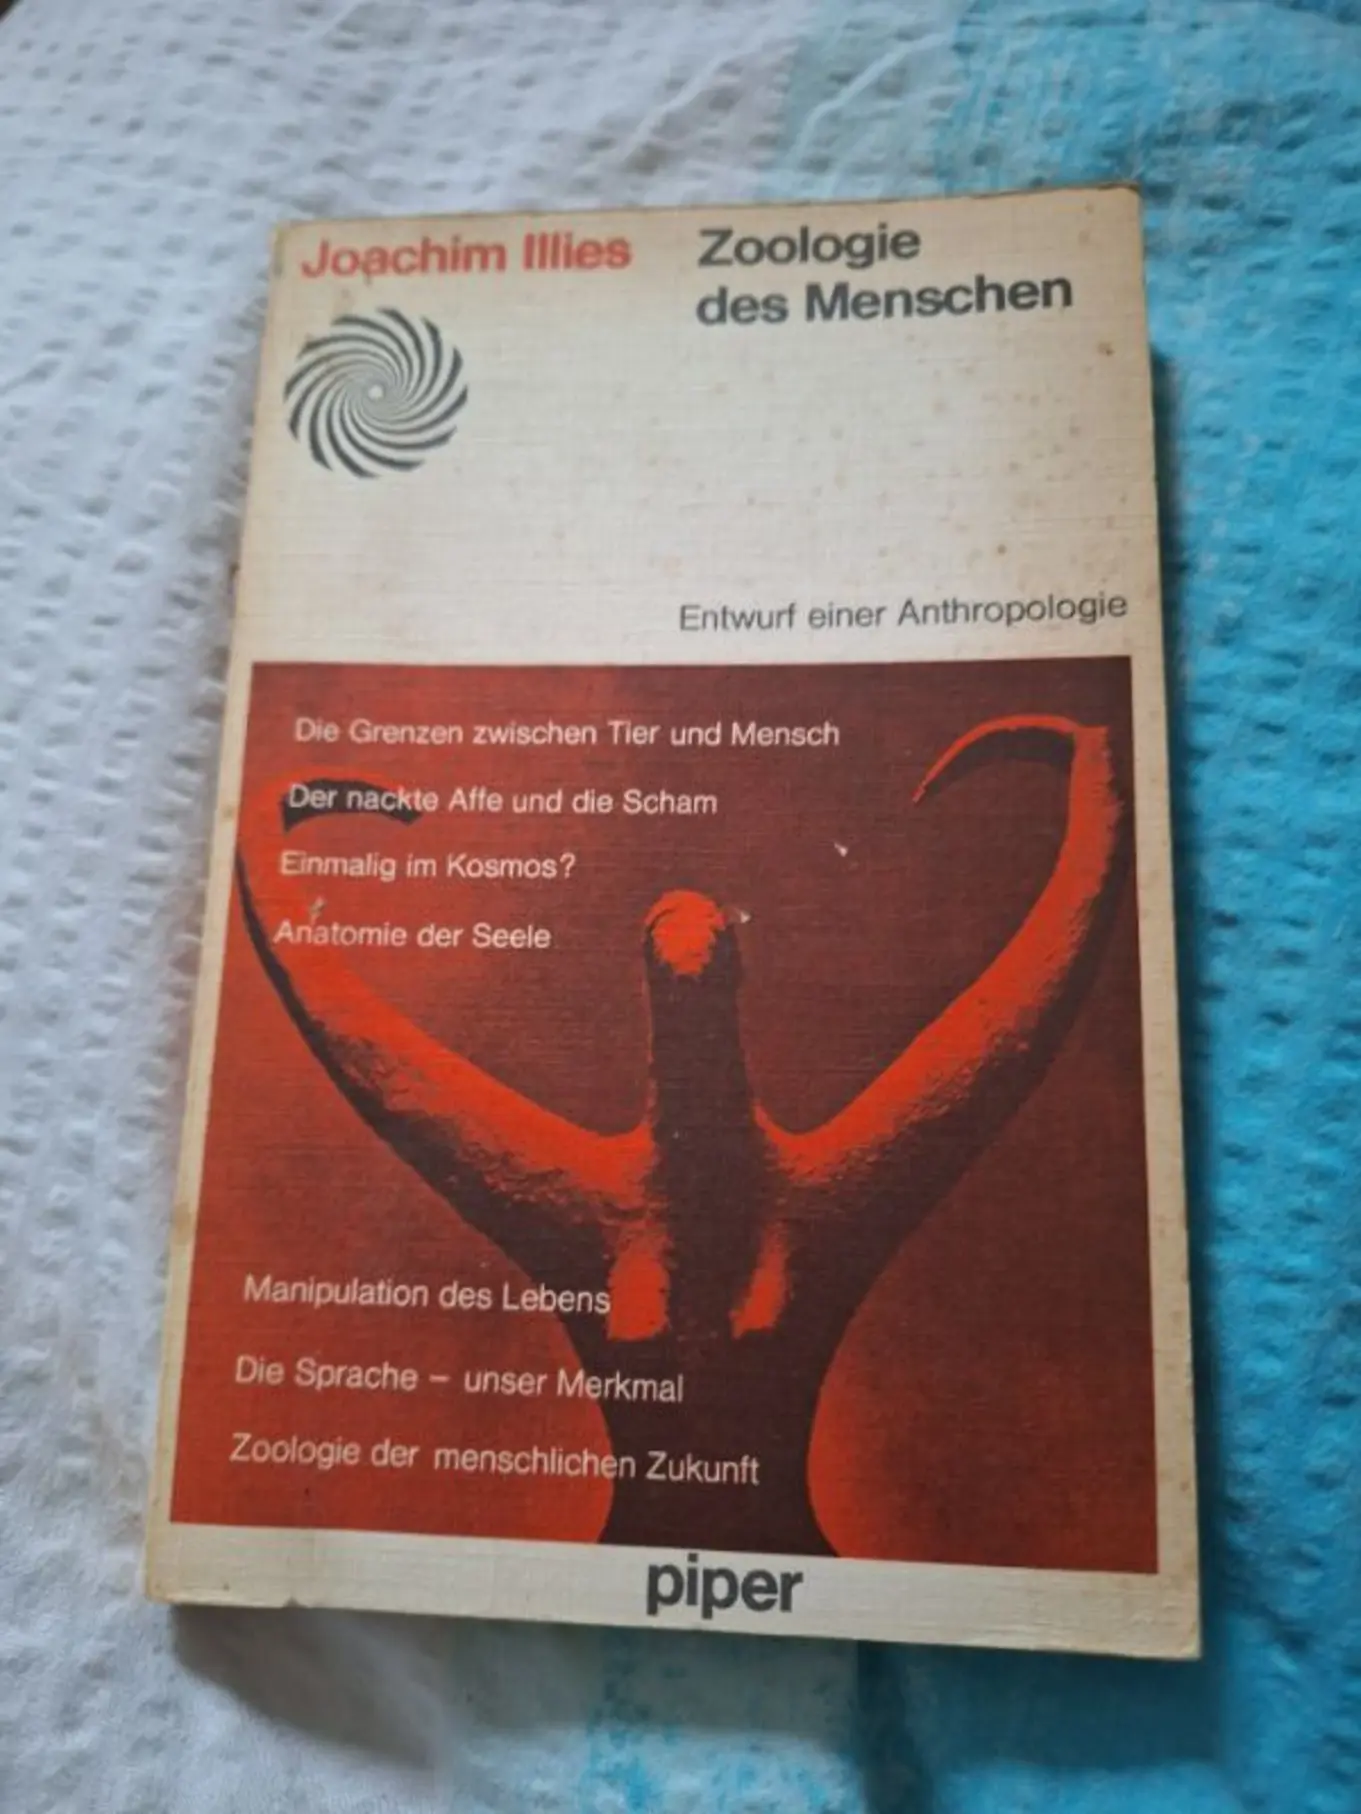 Joachim Illies
Zoologie
des Menschen
Entwurf einer Anthropologie
Die Grenzen zwischen Tier und Mensch
Der nackte Affe und die Scham
Einmalig im Kosmos?
Anatomie der Seele
Manipulation des Lebens
Die Sprache – unser Merkmal
Zoologie der menschlichen Zukunft
piper